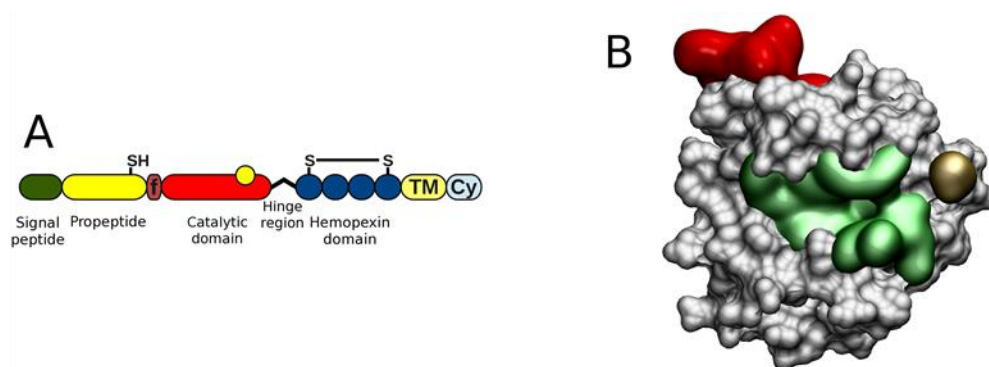 A
B
SH
S
S
f
TM
Cy
Signal
peptide
Propeptide
Catalytic
domain
Hinge
region
Hemopexin
domain